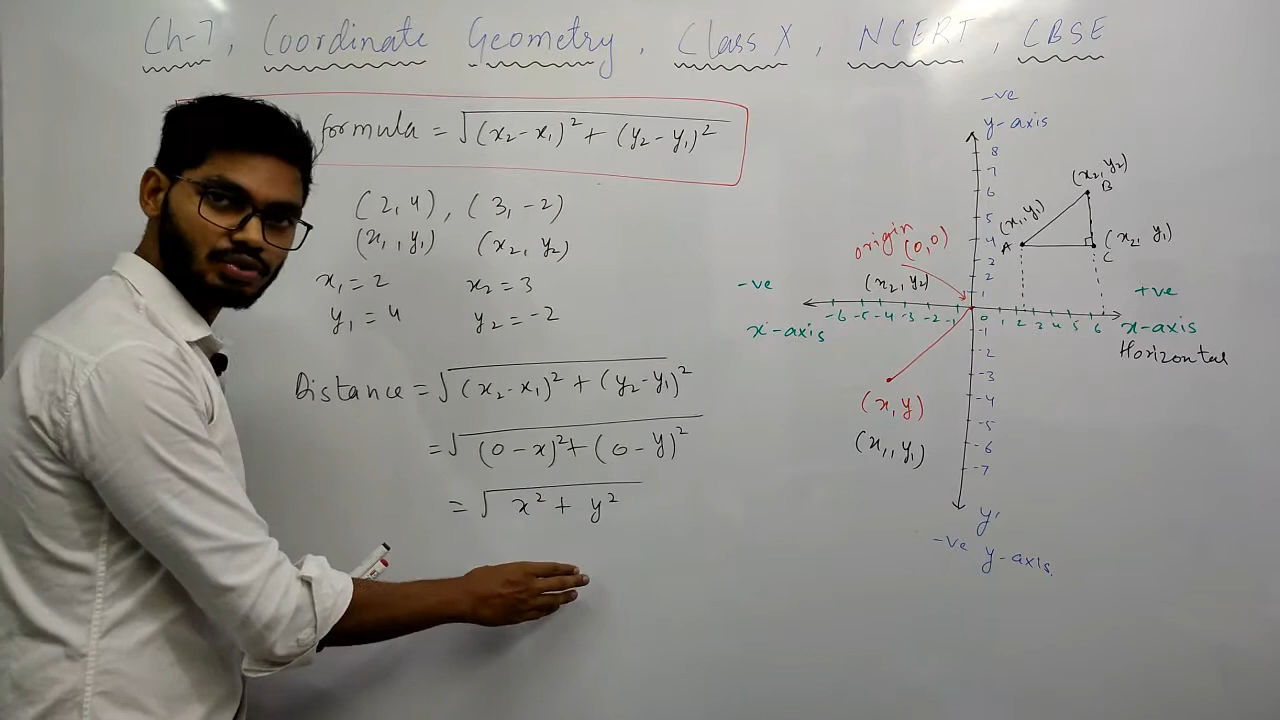 Ch-7, Coordinate Geometry, Class X, NCERT, CBSE
formula = √(x₂-x₁)² + (y₂-y₁)²
(2,4), (3,-2)
(x₁,y₁) (x₂,y₂)
x₁=2 x₂=3
y₁=4 y₂=-2
Distance = √(x₂-x₁)² + (y₂-y₁)²
= √(0-x)² + (0-y)²
= √x² + y²
-ve
y-axis
8
7
6
5
4
3
2
1
(x₂,y₂)
B
(x₁,y₁)
A
(x₂, y₁)
C
origin (0,0)
(x₂,y₂)
-ve
+ve
-6 -5 -4 -3 -2 -1 0 1 2 3 4 5 6
x'-axis
x-axis
Horizontal
-1
-2
-3
-4
-5
-6
-7
(x,y)
(x₁,y₁)
y'
-ve y-axis.